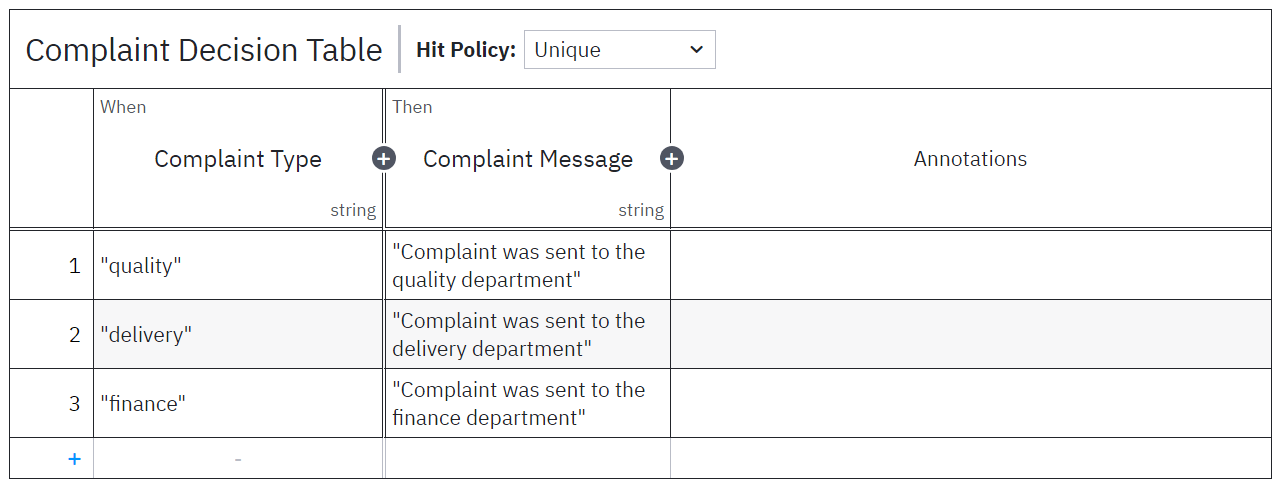 Complaint Decision Table Hit Policy: Unique
When Then
Complaint Type + Complaint Message + Annotations
string string
1 "quality" "Complaint was sent to the
quality department"
2 "delivery" "Complaint was sent to the
delivery department"
3 "finance" "Complaint was sent to the
finance department"
+ -